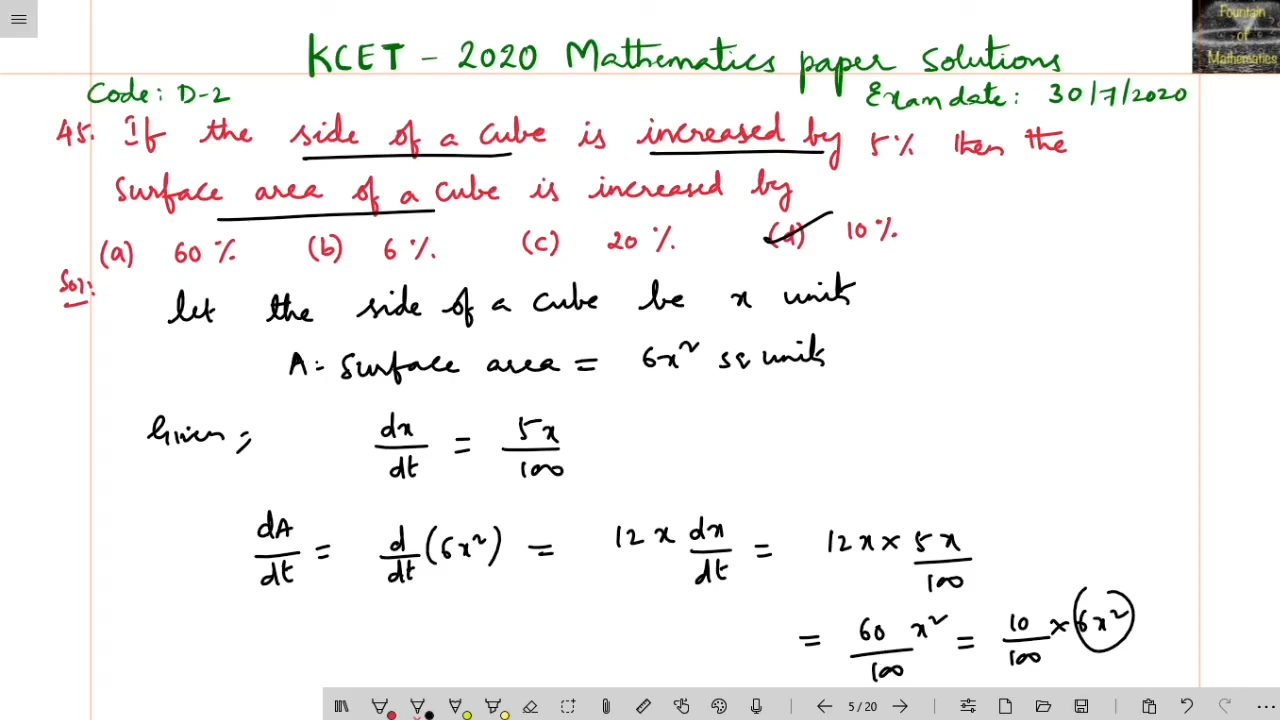 Fountain of Mathematics
KCET - 2020 Mathematics paper Solutions
Code: D-2 Exam date: 30/7/2020
45. If the side of a cube is increased by 5% then the
Surface area of a cube is increased by
(a) 60% (b) 6% (c) 20% (d) 10%
Sol:
let the side of a cube be x units
A = Surface area = 6x² sq units
Given, dx/dt = 5x/100
dA/dt = d/dt (6x²) = 12x dx/dt = 12x × 5x/100
= 60/100 x² = 10/100 × 6x²
5 / 20